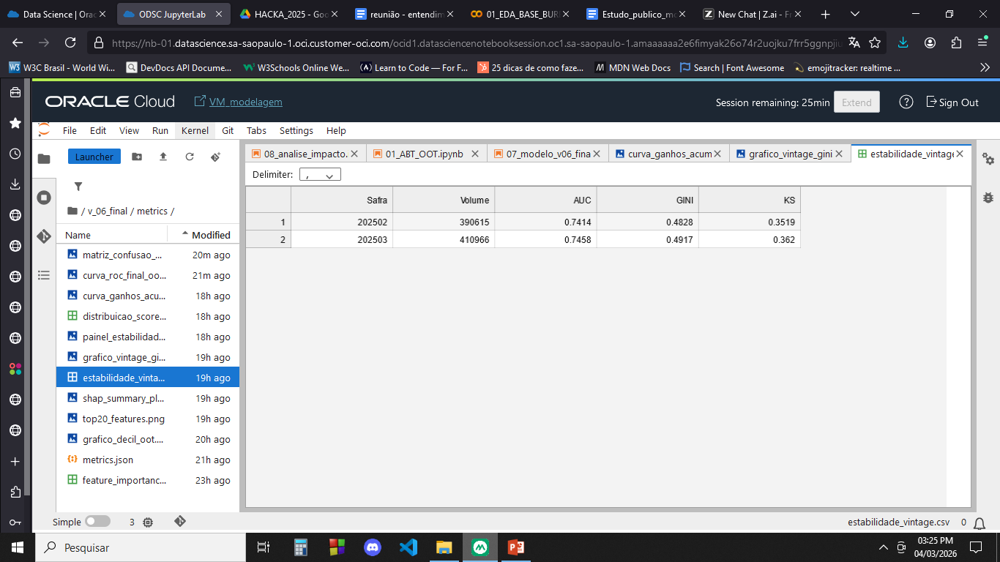 Data Science | Orac
ODSC JupyterLab
HACKA_2025 - Goo
reunião - entendim
01_EDA_BASE_BURE
Estudo_publico_mo
New Chat | Z.ai - Fr
https://nb-01.datascience.sa-saopaulo-1.oci.customer-oci.com/ocid1.datasciencenotebooksession.oc1.sa-saopaulo-1.amaaaaaa2e6fimyak26o74r2uojku7frr5ggnpjiu
W3C Brasil - World Wi...
DevDocs API Docume...
W3Schools Online We...
Learn to Code — For F...
25 dicas de como faze...
MDN Web Docs
Search | Font Awesome
emojitracker: realtime ...
ORACLE Cloud
VM_modelagem
Session remaining: 25min
Extend
Sign Out
File Edit View Run Kernel Git Tabs Settings Help
Launcher
08_analise_impacto.
01_ABT_OOT.ipynb
07_modelo_v06_fina
curva_ganhos_acum
grafico_vintage_gini
estabilidade_vintage
Delimiter: ,
/ v_06_final / metrics /
Name Modified
matriz_confusao_... 20m ago
curva_roc_final_oo... 21m ago
curva_ganhos_acu... 18h ago
distribuicao_score... 18h ago
painel_estabilidad... 18h ago
grafico_vintage_gi... 19h ago
estabilidade_vinta... 19h ago
shap_summary_pl... 19h ago
top20_features.png 19h ago
grafico_decil_oot.... 20h ago
metrics.json 21h ago
feature_importanc... 23h ago
Safra Volume AUC GINI KS
1 202502 390615 0.7414 0.4828 0.3519
2 202503 410966 0.7458 0.4917 0.362
Simple 3
estabilidade_vintage.csv 0
Pesquisar
03:25 PM
04/03/2026